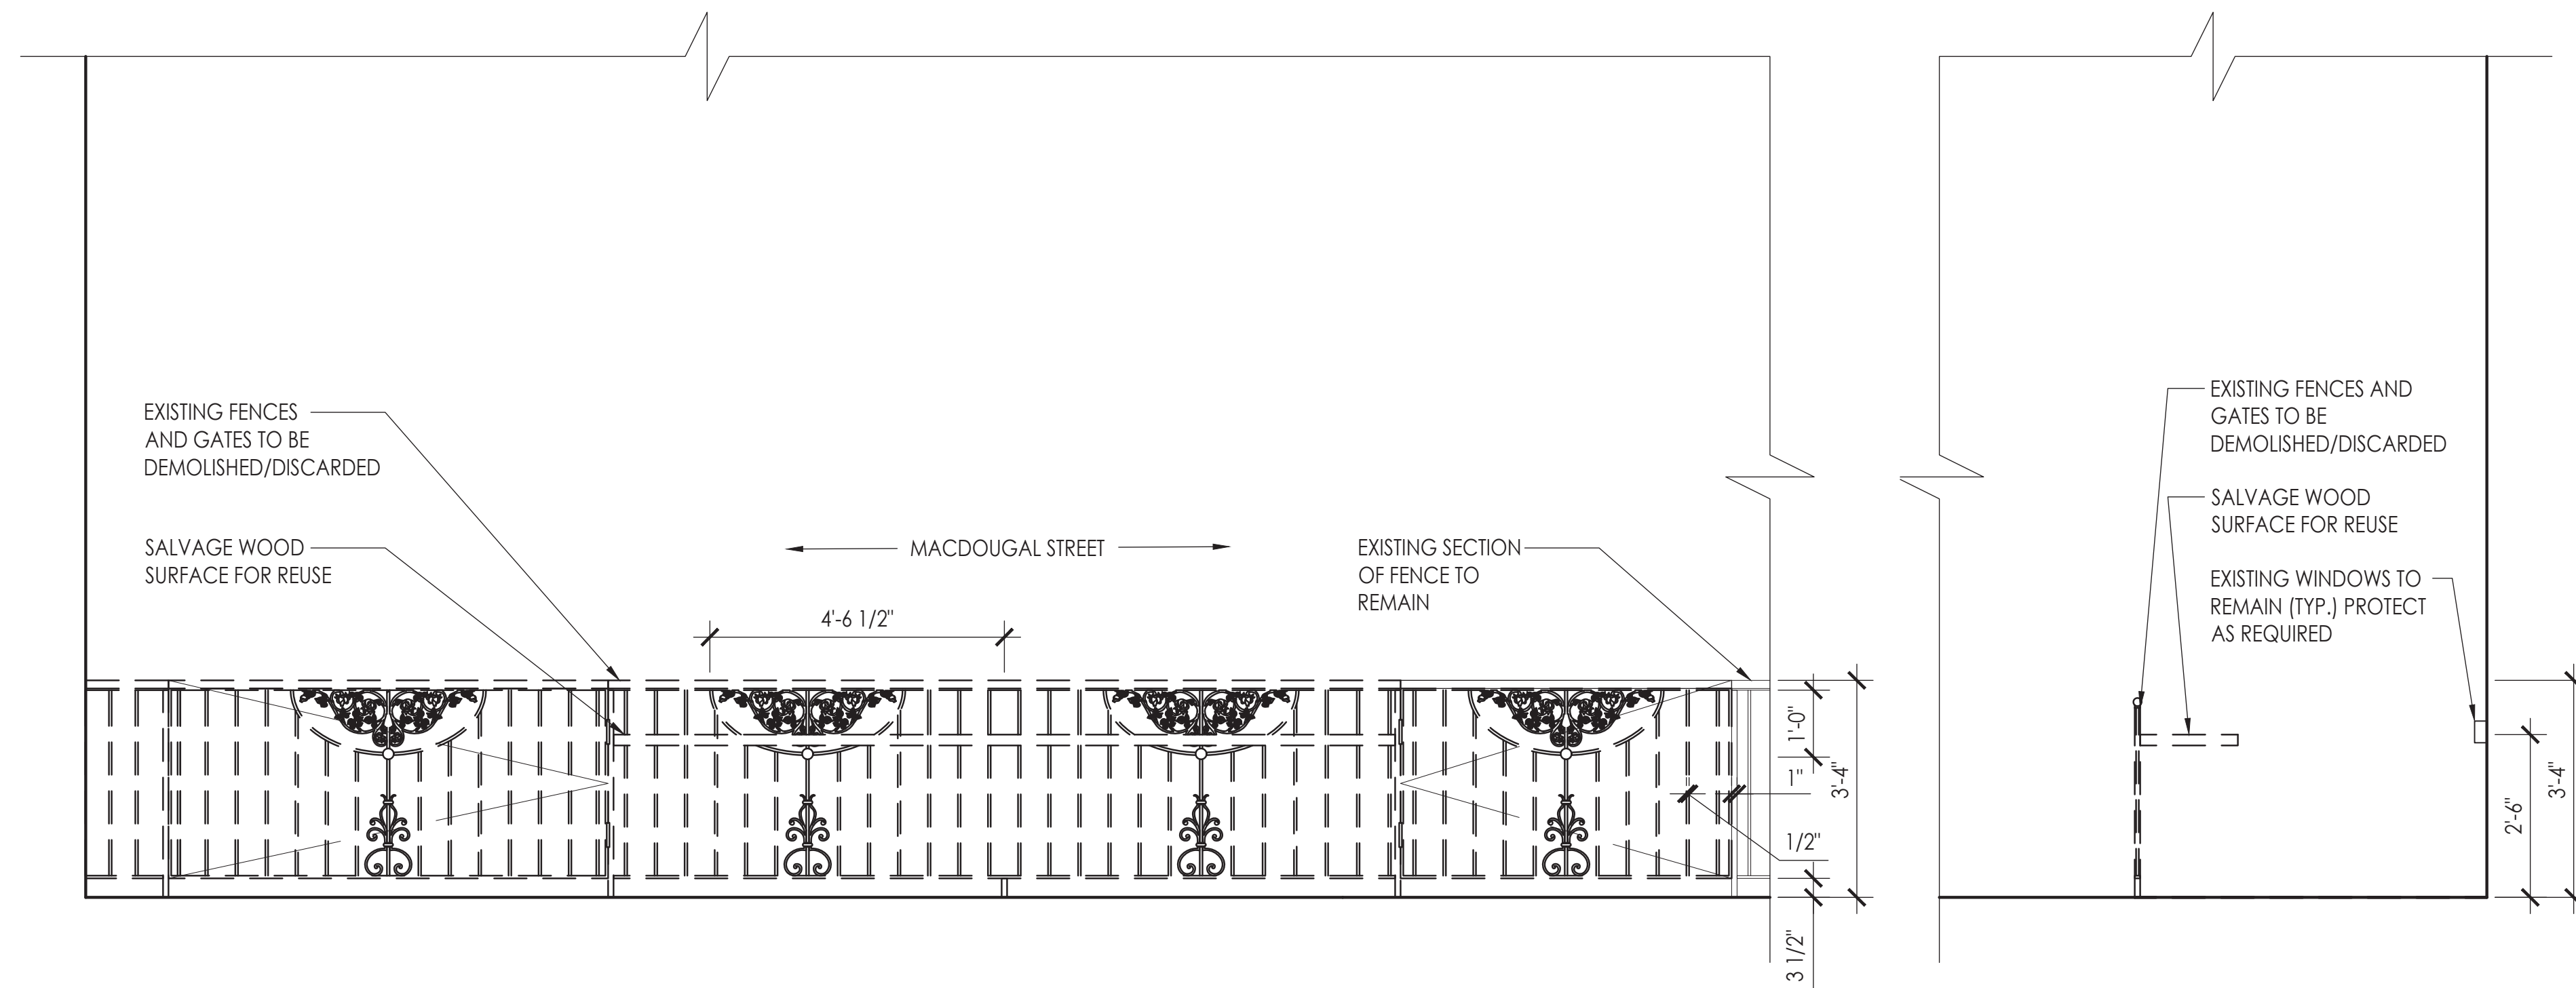 EXISTING FENCES
AND GATES TO BE
DEMOLISHED/DISCARDED
SALVAGE WOOD
SURFACE FOR REUSE
MACDOUGAL STREET
4'-6 1/2"
EXISTING SECTION
OF FENCE TO
REMAIN
1'-0"
1"
3'-4"
1/2"
3 1/2"
EXISTING FENCES AND
GATES TO BE
DEMOLISHED/DISCARDED
SALVAGE WOOD
SURFACE FOR REUSE
EXISTING WINDOWS TO
REMAIN (TYP.) PROTECT
AS REQUIRED
2'-6"
3'-4"